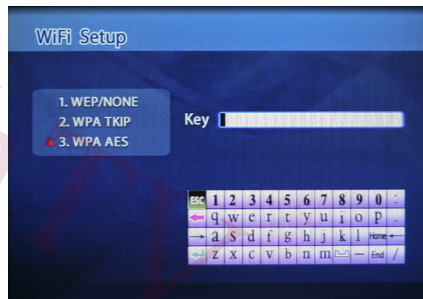 WiFi Setup
1. WEP/NONE
2. WPA TKIP
3. WPA AES
Key
ESC 1 2 3 4 5 6 7 8 9 0 :
q w e r t y u i o p .
a s d f g h j k l Home
z x c v b n m - End /